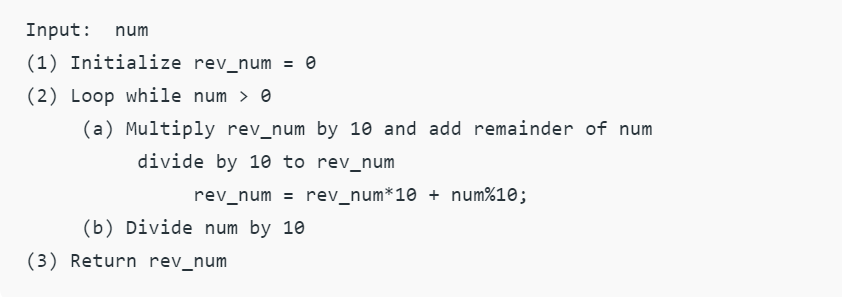 Input:  num
(1) Initialize rev_num = 0
(2) Loop while num > 0
     (a) Multiply rev_num by 10 and add remainder of num
          divide by 10 to rev_num
               rev_num = rev_num*10 + num%10;
     (b) Divide num by 10
(3) Return rev_num